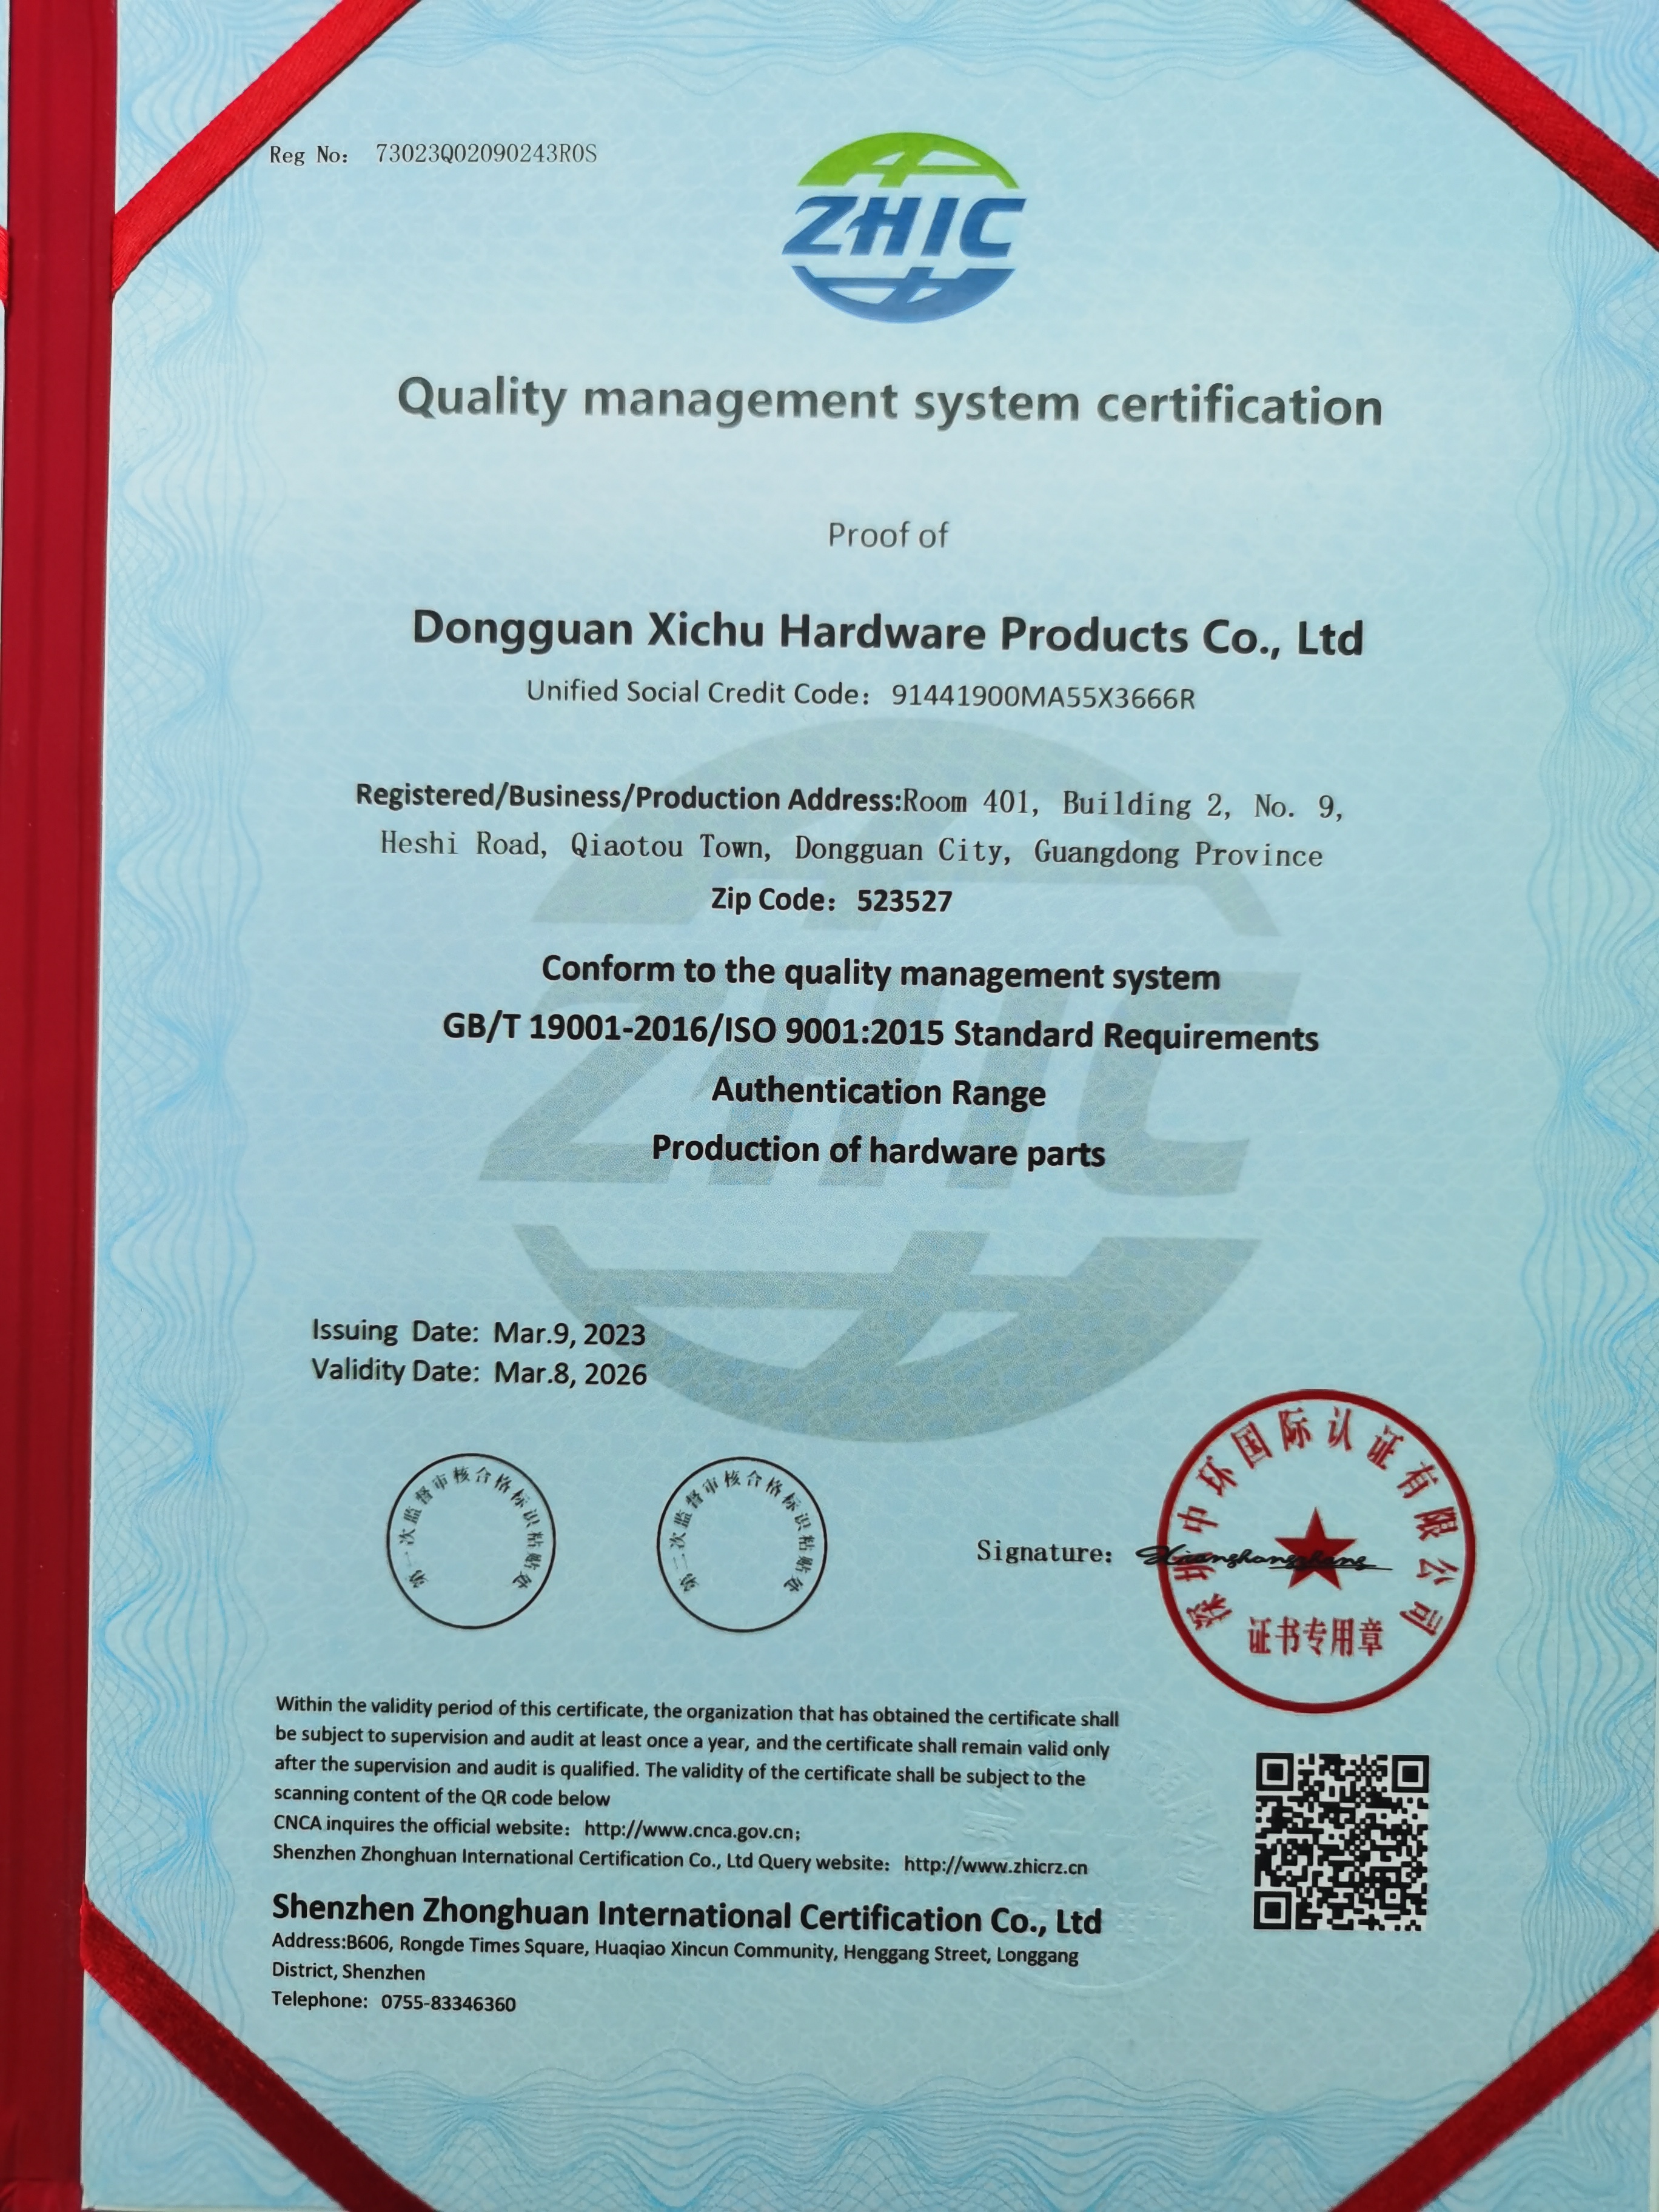 Reg No： 73023Q02090243R0S
ZHIC
Quality management system certification
Proof of
Dongguan Xichu Hardware Products Co., Ltd
Unified Social Credit Code： 91441900MA55X3666R
Registered/Business/Production Address:Room 401, Building 2, No. 9,
Heshi Road, Qiaotou Town, Dongguan City, Guangdong Province
Zip Code： 523527
Conform to the quality management system
GB/T 19001-2016/ISO 9001:2015 Standard Requirements
Authentication Range
Production of hardware parts
ZHIC
Issuing Date: Mar.9, 2023
Validity Date: Mar.8, 2026
第一次监督审核合格标识粘贴处
第二次监督审核合格标识粘贴处
Signature：
深圳中环国际认证有限公司
证书专用章
Within the validity period of this certificate, the organization that has obtained the certificate shall
be subject to supervision and audit at least once a year, and the certificate shall remain valid only
after the supervision and audit is qualified. The validity of the certificate shall be subject to the
scanning content of the QR code below
CNCA inquires the official website： http://www.cnca.gov.cn；
Shenzhen Zhonghuan International Certification Co., Ltd Query website： http://www.zhicrz.cn
Shenzhen Zhonghuan International Certification Co., Ltd
Address:B606, Rongde Times Square, Huaqiao Xincun Community, Henggang Street, Longgang
District, Shenzhen
Telephone: 0755-83346360